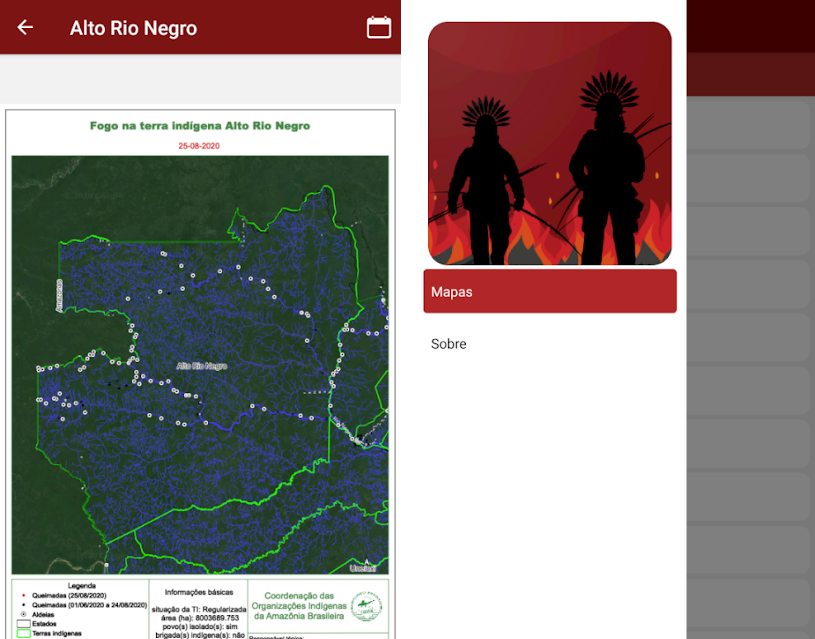 Alto Rio Negro
Fogo na terra indígena Alto Rio Negro
25-08-2020
Amazonas
Alto Rio Negro
Uneiuxi
Legenda
Queimadas (25/08/2020)
Queimadas (01/06/2020 a 24/08/2020)
Aldeias
Estados
Terras indígenas
Informações básicas
situação da TI: Regularizada
área (ha): 8003689.753
povo(s) isolado(s): sim
brigada(s) indígena(s): não
Coordenação das
Organizações Indígenas
da Amazônia Brasileira
Responsável técnico:
Mapas
Sobre